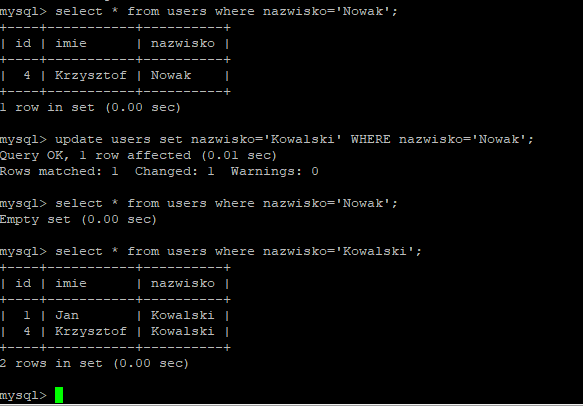 mysql> select * from users where nazwisko='Nowak';
+----+-----------+----------+
| id | imie      | nazwisko |
+----+-----------+----------+
|  4 | Krzysztof | Nowak    |
+----+-----------+----------+
1 row in set (0.00 sec)

mysql> update users set nazwisko='Kowalski' WHERE nazwisko='Nowak';
Query OK, 1 row affected (0.01 sec)
Rows matched: 1  Changed: 1  Warnings: 0

mysql> select * from users where nazwisko='Nowak';
Empty set (0.00 sec)

mysql> select * from users where nazwisko='Kowalski';
+----+-----------+----------+
| id | imie      | nazwisko |
+----+-----------+----------+
|  1 | Jan       | Kowalski |
|  4 | Krzysztof | Kowalski |
+----+-----------+----------+
2 rows in set (0.00 sec)

mysql>